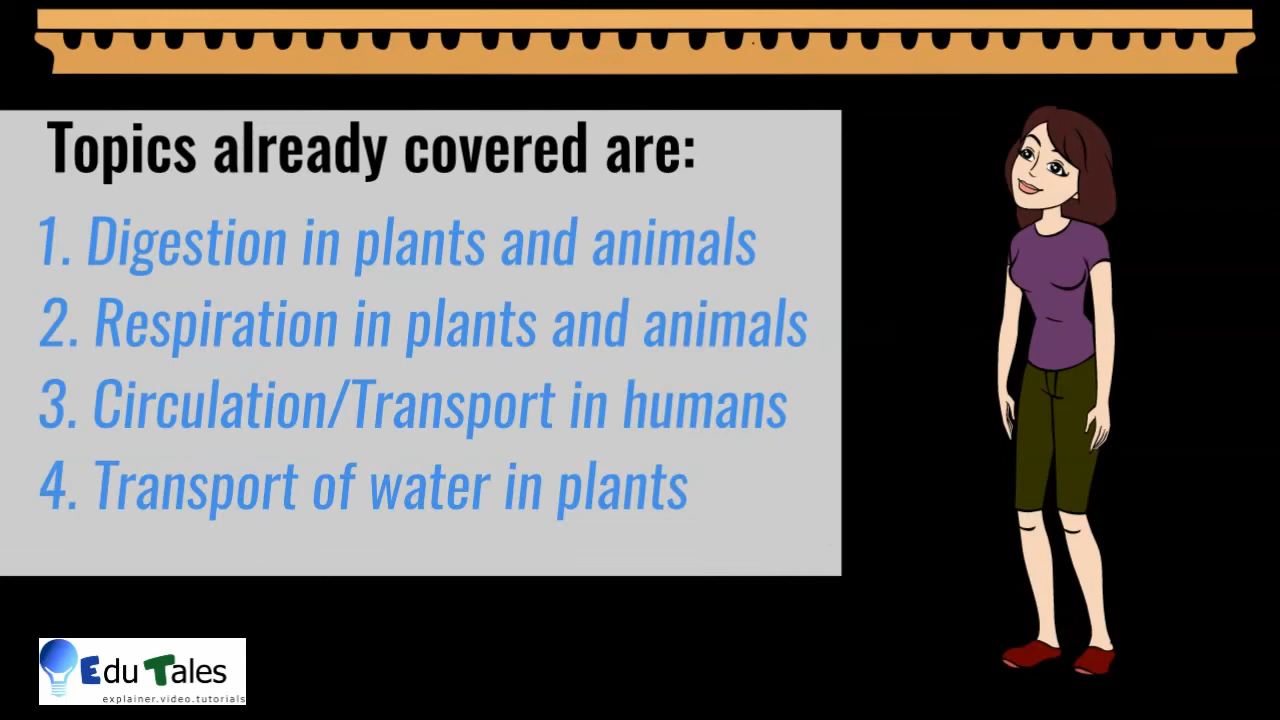 Topics already covered are:
1. Digestion in plants and animals
2. Respiration in plants and animals
3. Circulation/Transport in humans
4. Transport of water in plants
Edu Tales
explainer.video.tutorials